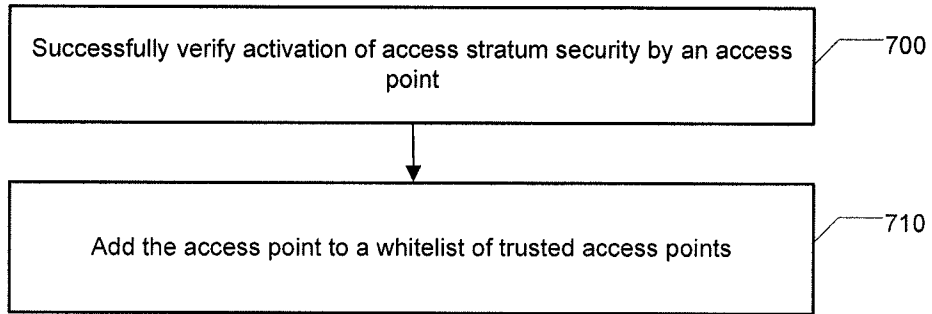 Successfully verify activation of access stratum security by an access
point
700
Add the access point to a whitelist of trusted access points
710